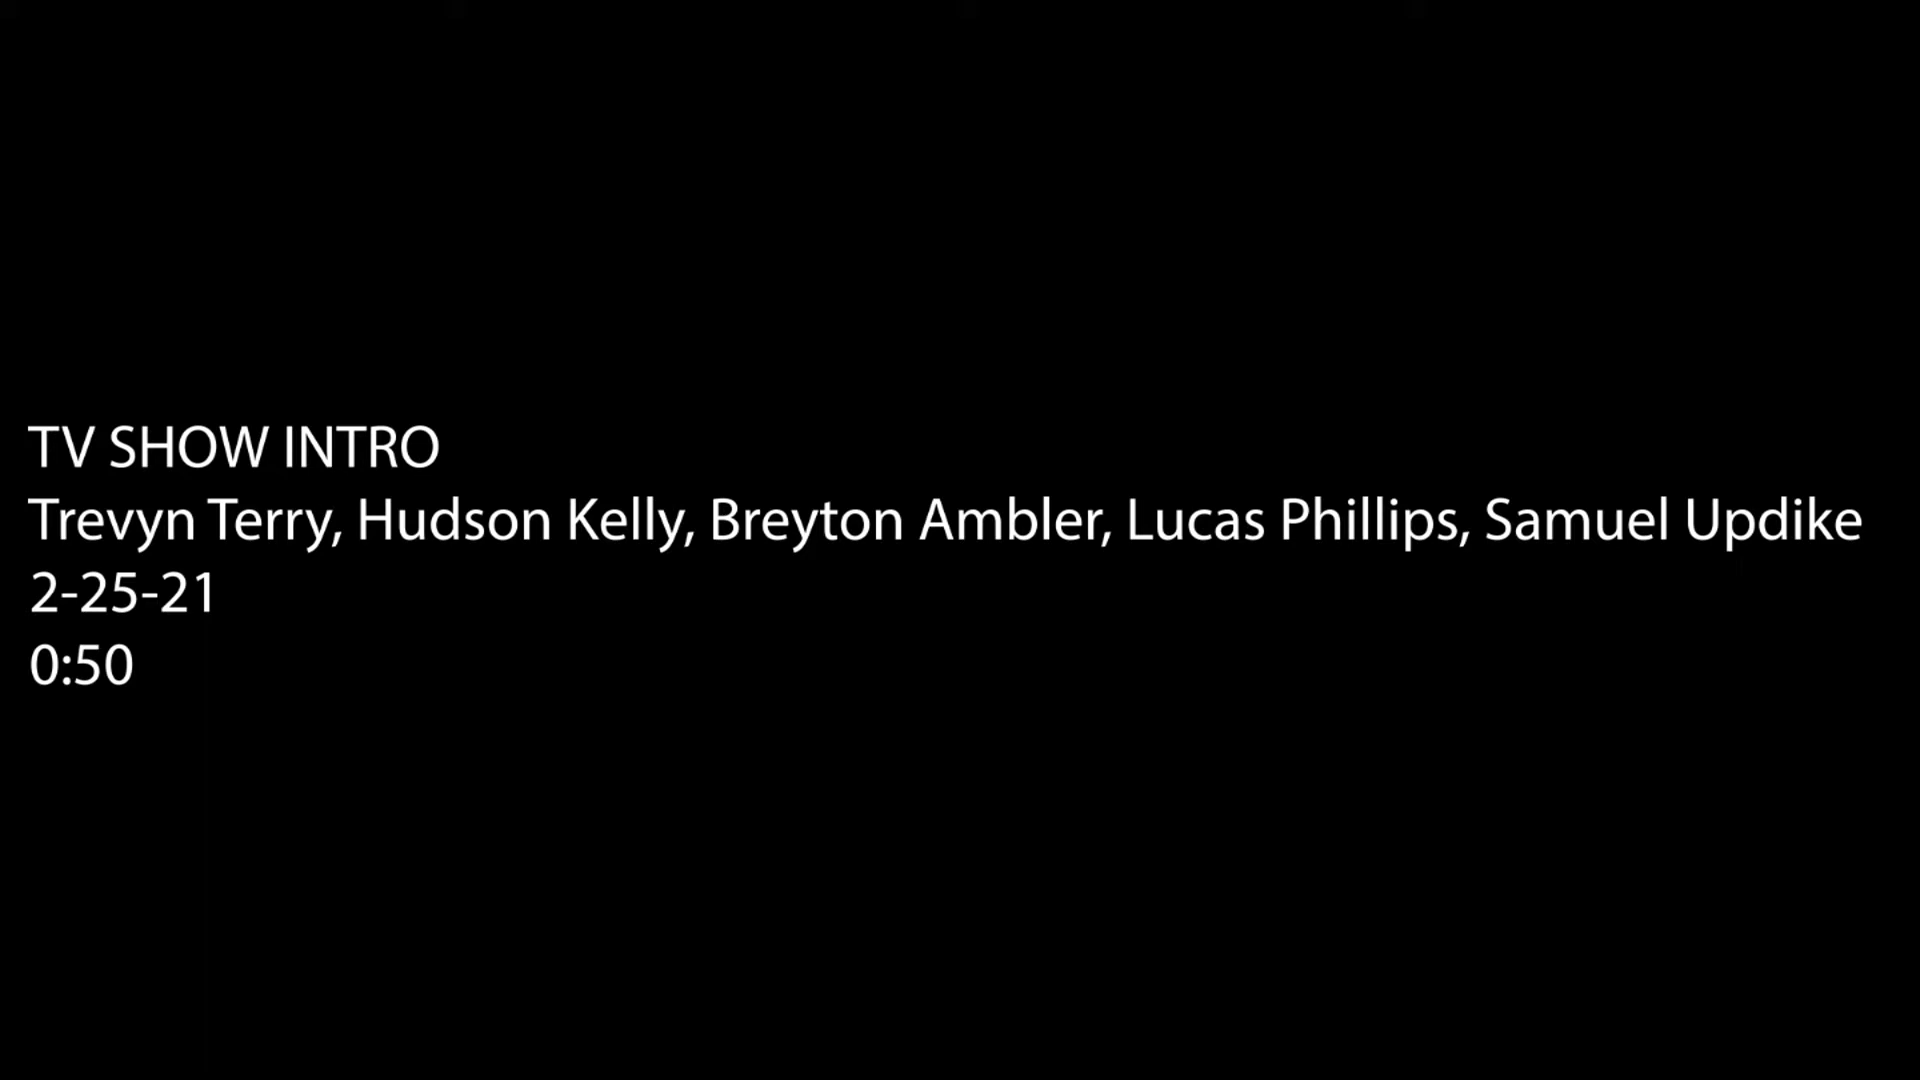 TV SHOW INTRO
Trevyn Terry, Hudson Kelly, Breyton Ambler, Lucas Phillips, Samuel Updike
2-25-21
0:50